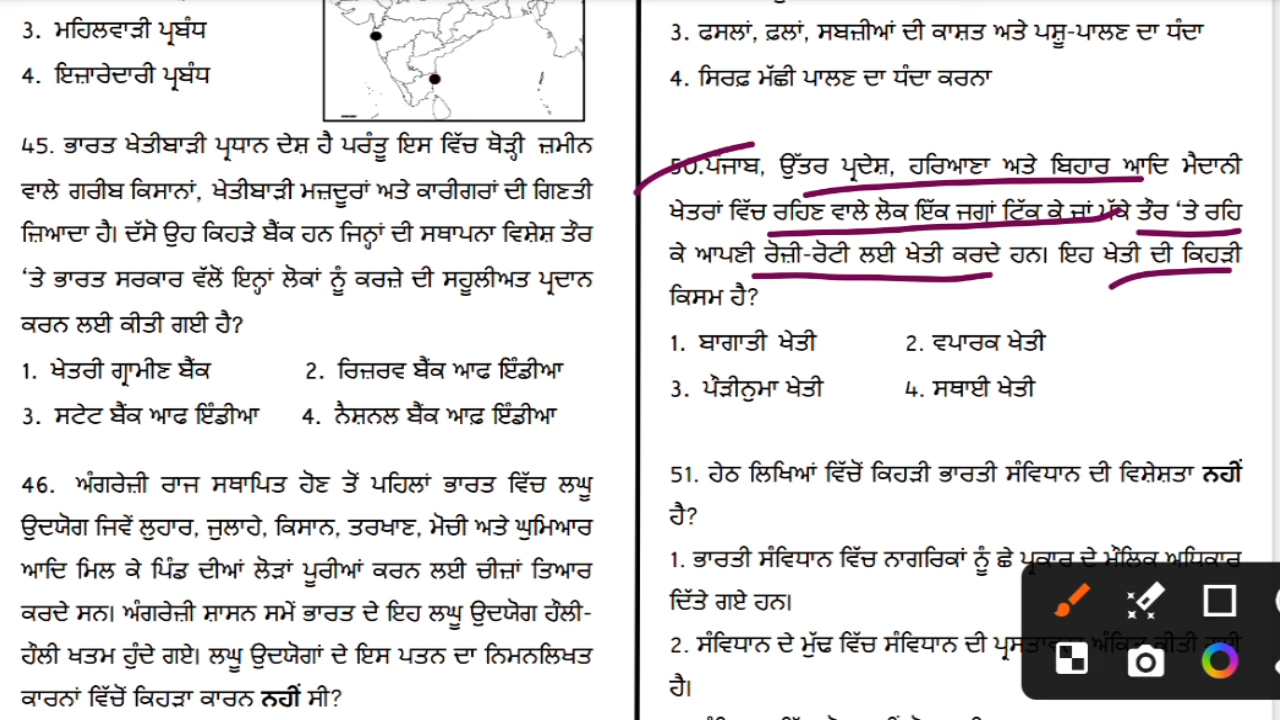 3. ਮਹਿਲਵਾੜੀ ਪ੍ਰਬੰਧ
4. ਇਜ਼ਾਰੇਦਾਰੀ ਪ੍ਰਬੰਧ
45. ਭਾਰਤ ਖੇਤੀਬਾੜੀ ਪ੍ਰਧਾਨ ਦੇਸ਼ ਹੈ ਪਰੰਤੂ ਇਸ ਵਿੱਚ ਥੋੜ੍ਹੀ ਜ਼ਮੀਨ
ਵਾਲੇ ਗਰੀਬ ਕਿਸਾਨਾਂ, ਖੇਤੀਬਾੜੀ ਮਜ਼ਦੂਰਾਂ ਅਤੇ ਕਾਰੀਗਰਾਂ ਦੀ ਗਿਣਤੀ
ਜ਼ਿਆਦਾ ਹੈ। ਦੱਸੋ ਉਹ ਕਿਹੜੇ ਬੈਂਕ ਹਨ ਜਿਨ੍ਹਾਂ ਦੀ ਸਥਾਪਨਾ ਵਿਸ਼ੇਸ਼ ਤੌਰ
‘ਤੇ ਭਾਰਤ ਸਰਕਾਰ ਵੱਲੋਂ ਇਨ੍ਹਾਂ ਲੋਕਾਂ ਨੂੰ ਕਰਜ਼ੇ ਦੀ ਸਹੂਲੀਅਤ ਪ੍ਰਦਾਨ
ਕਰਨ ਲਈ ਕੀਤੀ ਗਈ ਹੈ?
1. ਖੇਤਰੀ ਗ੍ਰਾਮੀਣ ਬੈਂਕ 2. ਰਿਜ਼ਰਵ ਬੈਂਕ ਆਫ ਇੰਡੀਆ
3. ਸਟੇਟ ਬੈਂਕ ਆਫ ਇੰਡੀਆ 4. ਨੈਸ਼ਨਲ ਬੈਂਕ ਆਫ਼ ਇੰਡੀਆ
46. ਅੰਗਰੇਜ਼ੀ ਰਾਜ ਸਥਾਪਿਤ ਹੋਣ ਤੋਂ ਪਹਿਲਾਂ ਭਾਰਤ ਵਿੱਚ ਲਘੂ
ਉਦਯੋਗ ਜਿਵੇਂ ਲੁਹਾਰ, ਜੁਲਾਹੇ, ਕਿਸਾਨ, ਤਰਖਾਣ, ਮੋਚੀ ਅਤੇ ਘੁਮਿਆਰ
ਆਦਿ ਮਿਲ ਕੇ ਪਿੰਡ ਦੀਆਂ ਲੋੜਾਂ ਪੂਰੀਆਂ ਕਰਨ ਲਈ ਚੀਜ਼ਾਂ ਤਿਆਰ
ਕਰਦੇ ਸਨ। ਅੰਗਰੇਜ਼ੀ ਸ਼ਾਸਨ ਸਮੇਂ ਭਾਰਤ ਦੇ ਇਹ ਲਘੂ ਉਦਯੋਗ ਹੌਲੀ-
ਹੌਲੀ ਖਤਮ ਹੁੰਦੇ ਗਏ। ਲਘੂ ਉਦਯੋਗਾਂ ਦੇ ਇਸ ਪਤਨ ਦਾ ਨਿਮਨਲਿਖਤ
ਕਾਰਨਾਂ ਵਿੱਚੋਂ ਕਿਹੜਾ ਕਾਰਨ ਨਹੀਂ ਸੀ?
3. ਫਸਲਾਂ, ਫ਼ਲਾਂ, ਸਬਜ਼ੀਆਂ ਦੀ ਕਾਸ਼ਤ ਅਤੇ ਪਸ਼ੂ-ਪਾਲਣ ਦਾ ਧੰਦਾ
4. ਸਿਰਫ਼ ਮੱਛੀ ਪਾਲਣ ਦਾ ਧੰਦਾ ਕਰਨਾ
50.ਪੰਜਾਬ, ਉੱਤਰ ਪ੍ਰਦੇਸ਼, ਹਰਿਆਣਾ ਅਤੇ ਬਿਹਾਰ ਆਦਿ ਮੈਦਾਨੀ
ਖੇਤਰਾਂ ਵਿੱਚ ਰਹਿਣ ਵਾਲੇ ਲੋਕ ਇੱਕ ਜਗ੍ਹਾਂ ਟਿੱਕ ਕੇ ਜਾਂ ਪੱਕੇ ਤੌਰ ‘ਤੇ ਰਹਿ
ਕੇ ਆਪਣੀ ਰੋਜ਼ੀ-ਰੋਟੀ ਲਈ ਖੇਤੀ ਕਰਦੇ ਹਨ। ਇਹ ਖੇਤੀ ਦੀ ਕਿਹੜੀ
ਕਿਸਮ ਹੈ?
1. ਬਾਗਾਤੀ ਖੇਤੀ 2. ਵਪਾਰਕ ਖੇਤੀ
3. ਪੌੜੀਨੁਮਾ ਖੇਤੀ 4. ਸਥਾਈ ਖੇਤੀ
51. ਹੇਠ ਲਿਖਿਆਂ ਵਿੱਚੋਂ ਕਿਹੜੀ ਭਾਰਤੀ ਸੰਵਿਧਾਨ ਦੀ ਵਿਸ਼ੇਸ਼ਤਾ ਨਹੀਂ
ਹੈ?
1. ਭਾਰਤੀ ਸੰਵਿਧਾਨ ਵਿੱਚ ਨਾਗਰਿਕਾਂ ਨੂੰ ਛੇ ਪ੍ਰਕਾਰ ਦੇ ਮੌਲਿਕ ਅਧਿਕਾਰ
ਦਿੱਤੇ ਗਏ ਹਨ।
2. ਸੰਵਿਧਾਨ ਦੇ ਮੁੱਢ ਵਿੱਚ ਸੰਵਿਧਾਨ ਦੀ ਪ੍ਰਸਤਾਵਨਾ ਅੰਕਿਤ ਕੀਤੀ ਗਈ
ਹੈ।